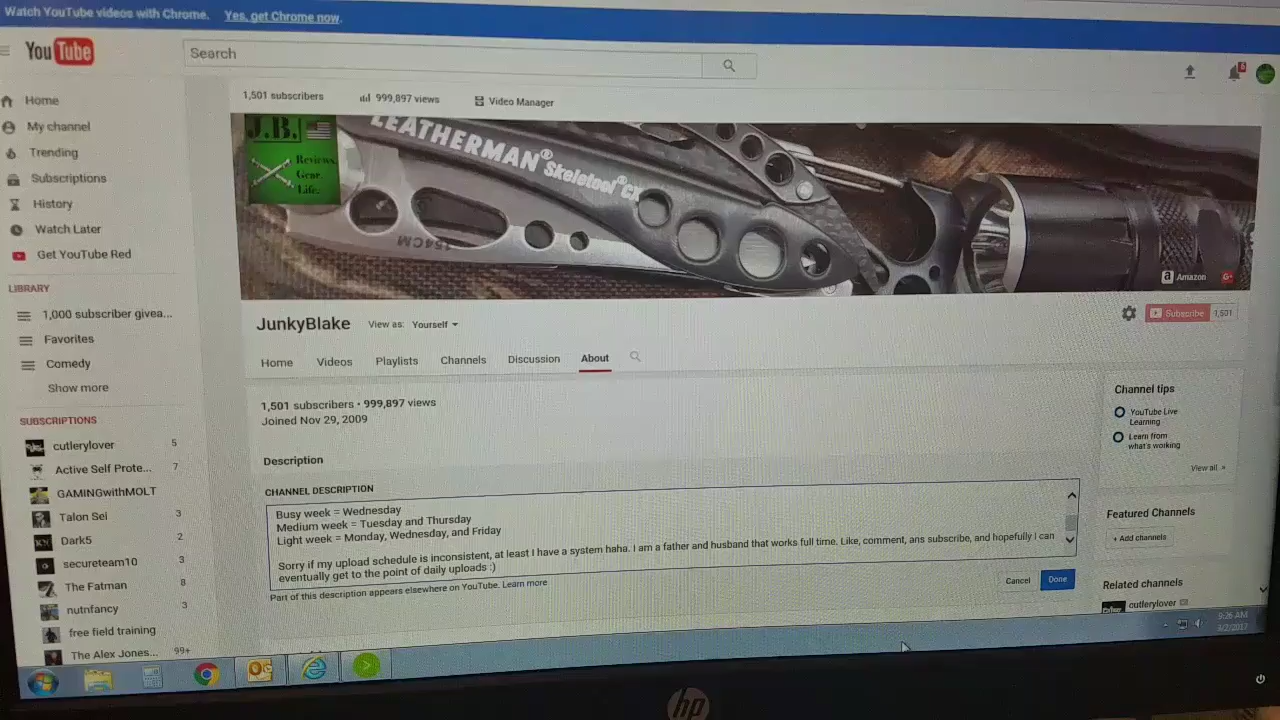 Watch YouTube videos with Chrome. Yes, get Chrome now.
YouTube
Search
6
1,501 subscribers 999,897 views Video Manager
Home
My channel
Trending
Subscriptions
History
Watch Later
Get YouTube Red
LIBRARY
1,000 subscriber givea...
Favorites
Comedy
Show more
SUBSCRIPTIONS
cutlerylover 5
Active Self Prote... 7
GAMINGwithMOLT
Talon Sei 3
Dark5 2
secureteam10
The Fatman 8
nutnfancy 3
free field training
The Alex Jones... 99+
J.B.
Reviews.
Gear.
Life.
LEATHERMAN® Skeletool® CX
154CM
Amazon G+
JunkyBlake View as: Yourself
Subscribe 1,501
Home Videos Playlists Channels Discussion About
1,501 subscribers • 999,897 views
Joined Nov 29, 2009
Description
CHANNEL DESCRIPTION
Busy week = Wednesday
Medium week = Tuesday and Thursday
Light week = Monday, Wednesday, and Friday
Sorry if my upload schedule is inconsistent, at least I have a system haha. I am a father and husband that works full time. Like, comment, ans subscribe, and hopefully I can
eventually get to the point of daily uploads :)
Part of this description appears elsewhere on YouTube. Learn more
Cancel Done
Channel tips
YouTube Live
Learning
Learn from
what's working
View all »
Featured Channels
+ Add channels
Related channels
cutlerylover
9:26 AM
3/2/2017
hp